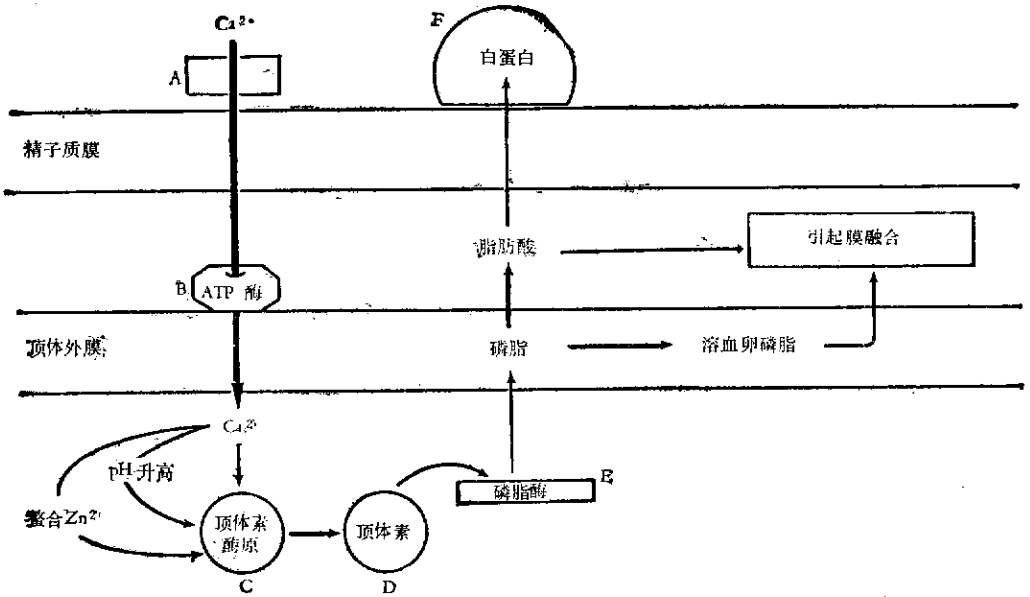 Ca²⁺
F
白蛋白
A
精子质膜
脂肪酸
引起膜融合
B
ATP 酶
顶体外膜
磷脂
溶血卵磷脂
Ca²⁺
pH 升高
E
磷脂酶
螯合Zn²⁺
顶体素
酶原
顶体素
C
D